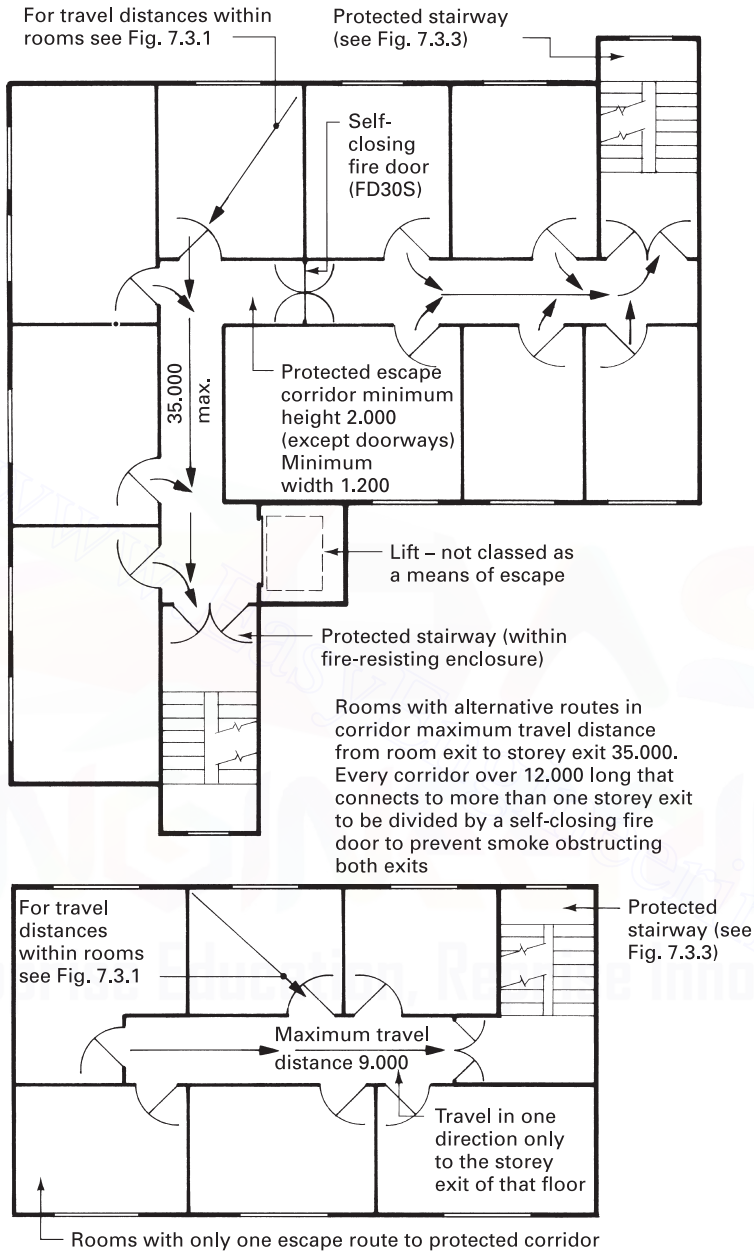 For travel distances within
rooms see Fig. 7.3.1
Protected stairway
(see Fig. 7.3.3)
Self-
closing
fire door
(FD30S)
35.000
max.
Protected escape
corridor minimum
height 2.000
(except doorways)
Minimum
width 1.200
Lift – not classed as
a means of escape
Protected stairway (within
fire-resisting enclosure)
Rooms with alternative routes in
corridor maximum travel distance
from room exit to storey exit 35.000.
Every corridor over 12.000 long that
connects to more than one storey exit
to be divided by a self-closing fire
door to prevent smoke obstructing
both exits
For travel
distances
within rooms
see Fig. 7.3.1
Protected
stairway (see
Fig. 7.3.3)
Maximum travel
distance 9.000
Travel in one
direction only
to the storey
exit of that floor
Rooms with only one escape route to protected corridor